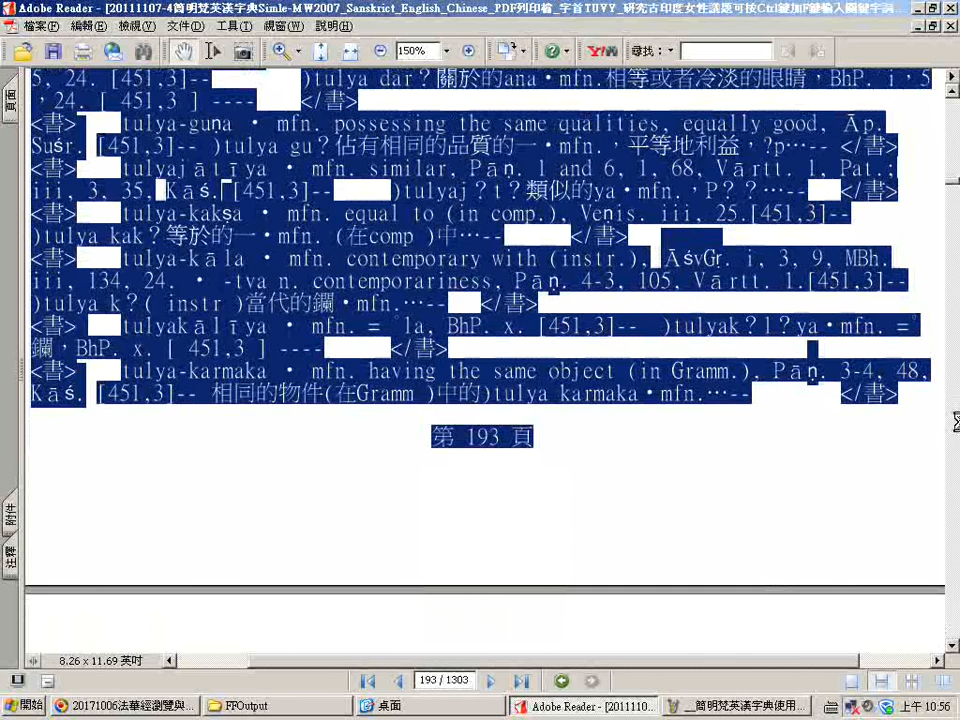 Adobe Reader - [20111107-4簡明梵英漢字典Simle-MW2007_Sanskrict_English_Chinese_PDF列印檔_字首TUVY_研究古印度女性議題可按Ctrl鍵加F鍵輸入關鍵字詞...
檔案(F) 編輯(E) 檢視(V) 文件(D) 工具(T) 視窗(W) 說明(H)
150% 尋找:
頁面
5, 24. [451,3]-- )tulya dar?關於的ana•mfn.相等或者冷淡的眼睛,BhP. i,5
,24. [ 451,3 ] ---- </書>
<書> tulya-guṇa • mfn. possessing the same qualities, equally good, Āp.
Suśr. [451,3]-- )tulya gu?佔有相同的品質的一•mfn.,平等地利益,?p…-- </書>
<書> tulyajātīya • mfn. similar, Pāṇ. 1 and 6, 1, 68, Vārtt. 1, Pat.;
iii, 3, 35, Kāś. [451,3]-- )tulyaj?t?類似的ya•mfn.,P??…-- </書>
<書> tulya-kakṣa • mfn. equal to (in comp.), Veṇis. iii, 25.[451,3]--
)tulya kak?等於的一•mfn. (在comp )中…-- </書>
<書> tulya-kāla • mfn. contemporary with (instr.), ĀśvGṛ. i, 3, 9, MBh.
iii, 134, 24. • -tva n. contemporariness, Pāṇ. 4-3, 105, Vārtt. 1.[451,3]--
)tulya k?( instr )當代的鑭•mfn.…-- </書>
<書> tulyakālīya • mfn. = °la, BhP. x. [451,3]-- )tulyak?l?ya•mfn. =°
鑭,BhP. x. [ 451,3 ] ---- </書>
<書> tulya-karmaka • mfn. having the same object (in Gramm.), Pāṇ. 3-4, 48,
Kāś. [451,3]-- 相同的物件(在Gramm )中的)tulya karmaka•mfn.…-- </書>
第 193 頁
附件
注釋
8.26 x 11.69 英吋
193 / 1303
開始 20171006法華經瀏覽與... FFOutput 桌面 Adobe Reader - [2011110... __簡明梵英漢字典使用... 上午 10:56